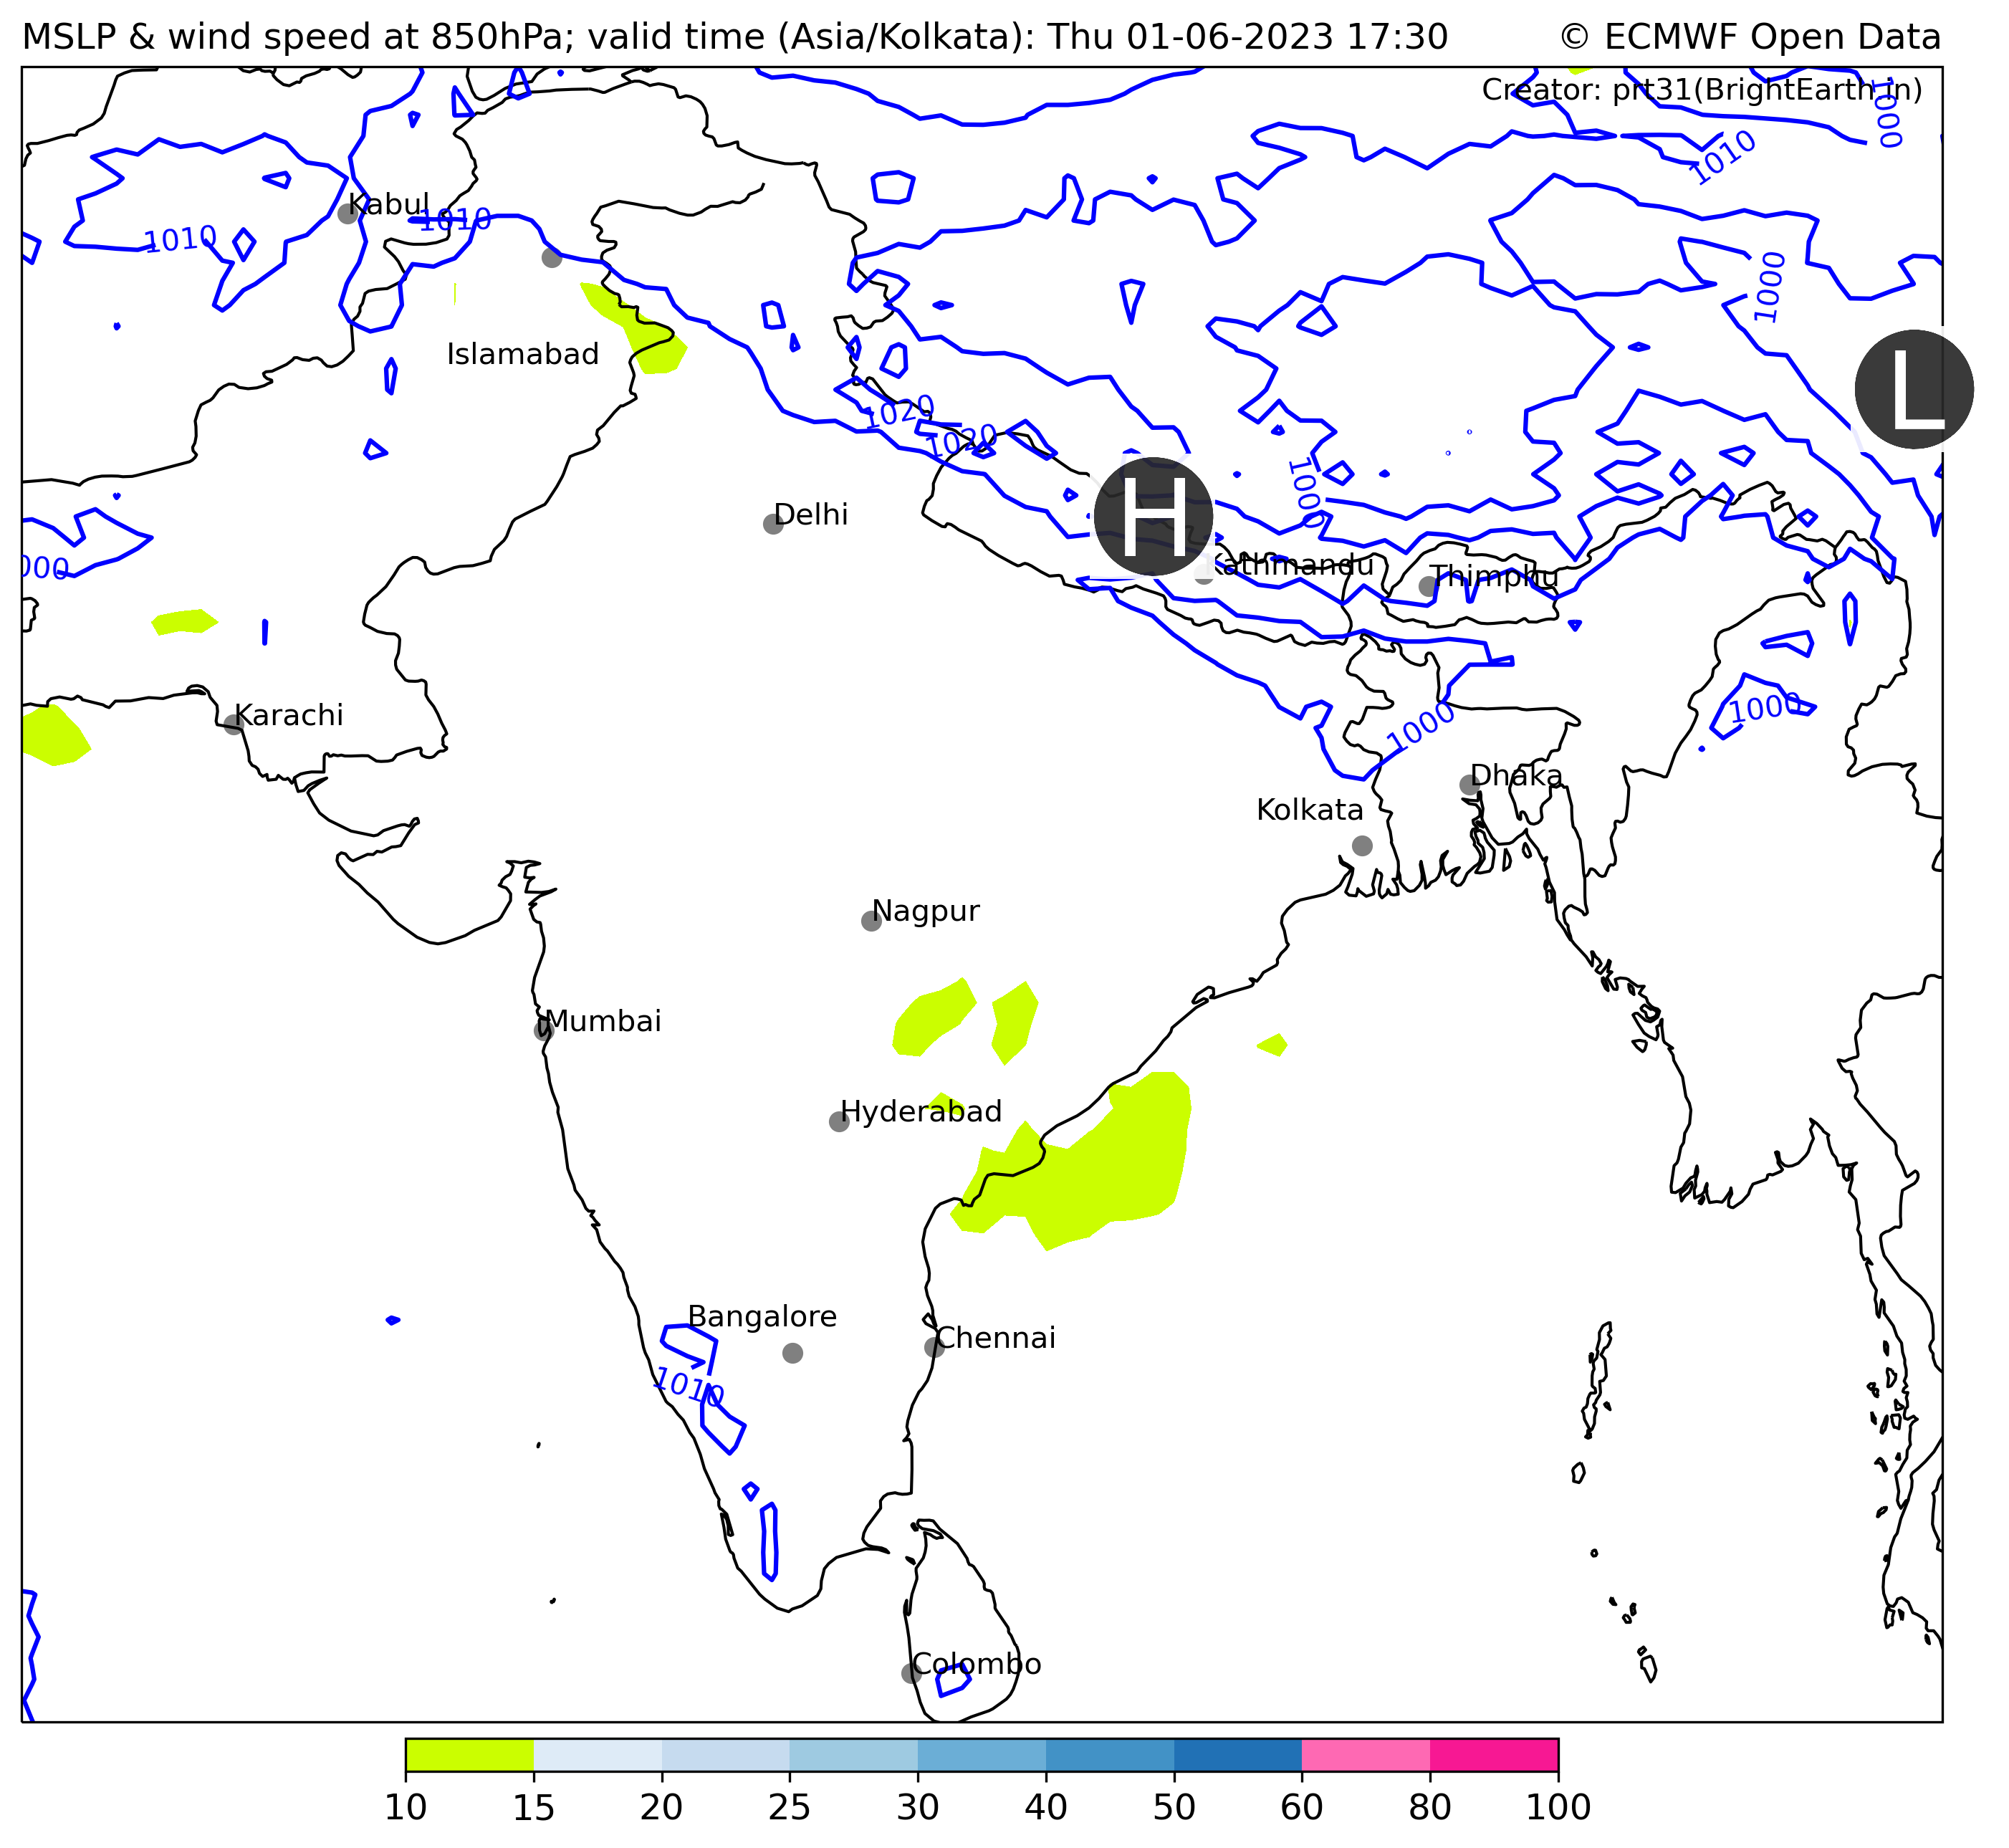 MSLP & wind speed at 850hPa; valid time (Asia/Kolkata): Thu 01-06-2023 17:30 © ECMWF Open Data
Creator: prt31(BrightEarth in)
1000
1010
Kabul
1010
1010
1000
Islamabad
L
1020
1020
1000
H
Delhi
000
Kathmandu
Thimphu
Karachi
1000
1000
Dhaka
Kolkata
Nagpur
Mumbai
Hyderabad
Bangalore
Chennai
1010
Colombo
10 15 20 25 30 40 50 60 80 100